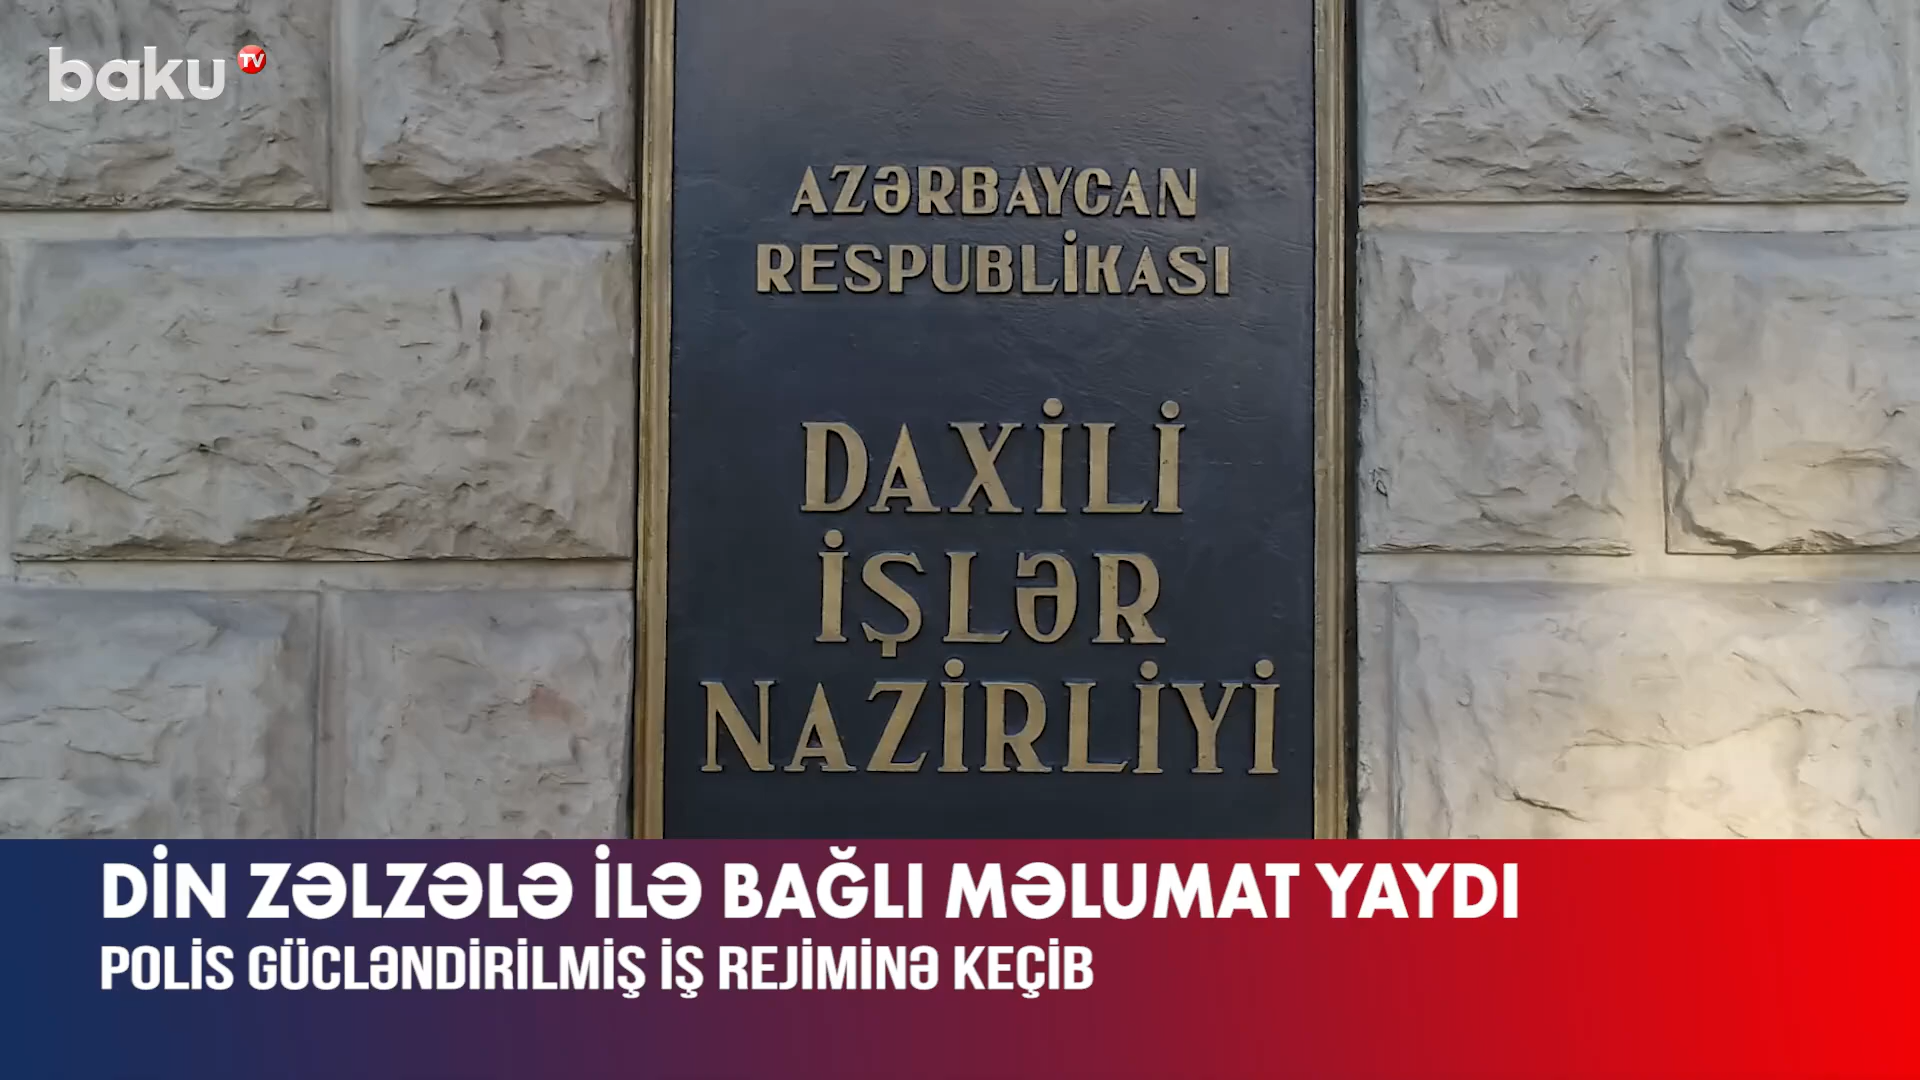 baku TV
AZƏRBAYCAN
RESPUBLİKASI
DAXİLİ
İŞLƏR
NAZİRLİYİ
DİN ZƏLZƏLƏ İLƏ BAĞLI MƏLUMAT YAYDI
POLİS GÜCLƏNDİRİLMİŞ İŞ REJİMİNƏ KEÇİB